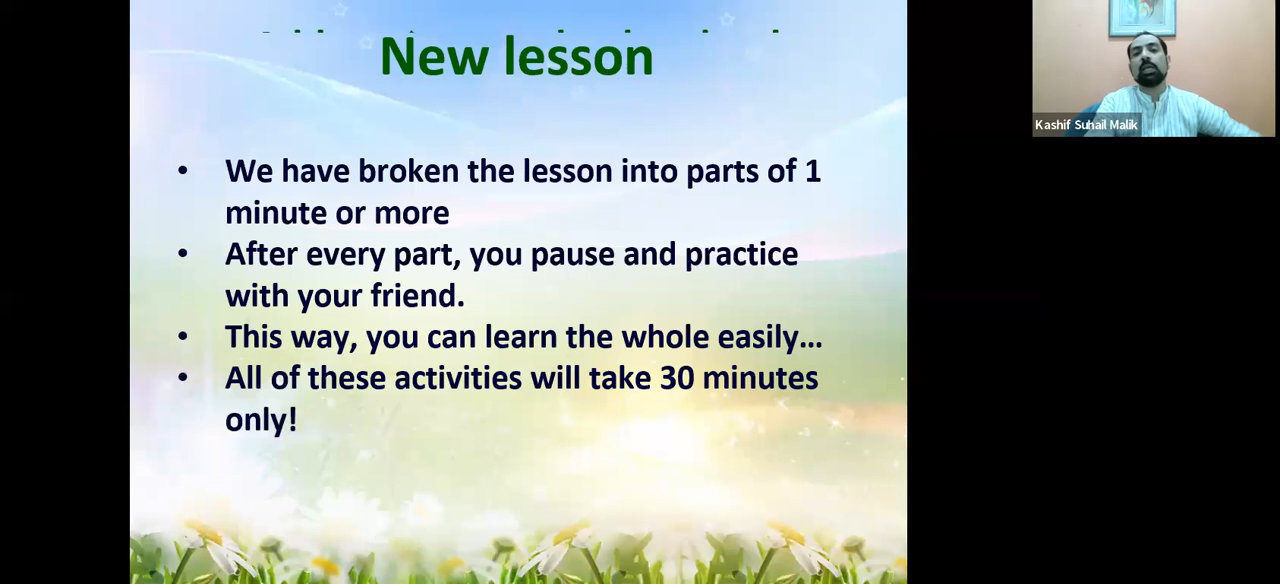 New lesson
• We have broken the lesson into parts of 1
minute or more
• After every part, you pause and practice
with your friend.
• This way, you can learn the whole easily...
• All of these activities will take 30 minutes
only!
Kashif Suhail Malik